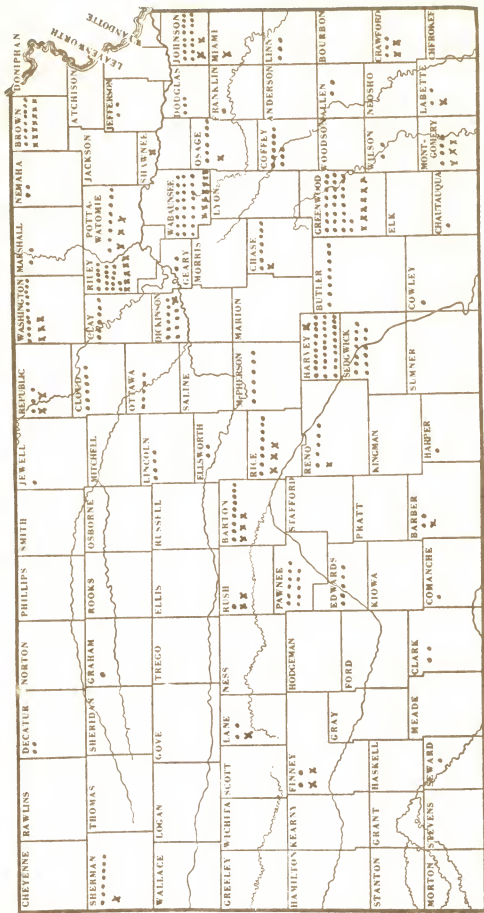 CHEYENNE RAWLINS DECATUR NORTON PHILLIPS SMITH JEWELL REPUBLIC WASHINGTON MARSHALL NEMAHA BROWN DONIPHAN
SHERMAN THOMAS SHERIDAN GRAHAM ROOKS OSBORNE MITCHELL CLOUD CLAY RILEY POTTA-
WATOMIE JACKSON ATCHISON
JEFFERSON LEAVENWORTH WYANDOTTE
WALLACE LOGAN GOVE TREGO ELLIS RUSSELL LINCOLN OTTAWA DICKINSON GEARY WABAUNSEE SHAWNEE DOUGLAS JOHNSON
ELLSWORTH SALINE MORRIS LYON OSAGE FRANKLIN MIAMI
GREELEY WICHITA SCOTT LANE NESS RUSH BARTON RICE McPHERSON MARION CHASE COFFEY ANDERSON LINN
HAMILTON KEARNY FINNEY HODGEMAN PAWNEE STAFFORD RENO HARVEY BUTLER GREENWOOD WOODSON ALLEN BOURBON
GRAY FORD EDWARDS SEDGWICK
STANTON GRANT HASKELL KIOWA PRATT KINGMAN ELK WILSON NEOSHO CRAWFORD
MORTON STEVENS SEWARD MEADE CLARK COMANCHE BARBER HARPER SUMNER COWLEY CHAUTAUQUA MONT-
GOMERY LABETTE CHEROKEE